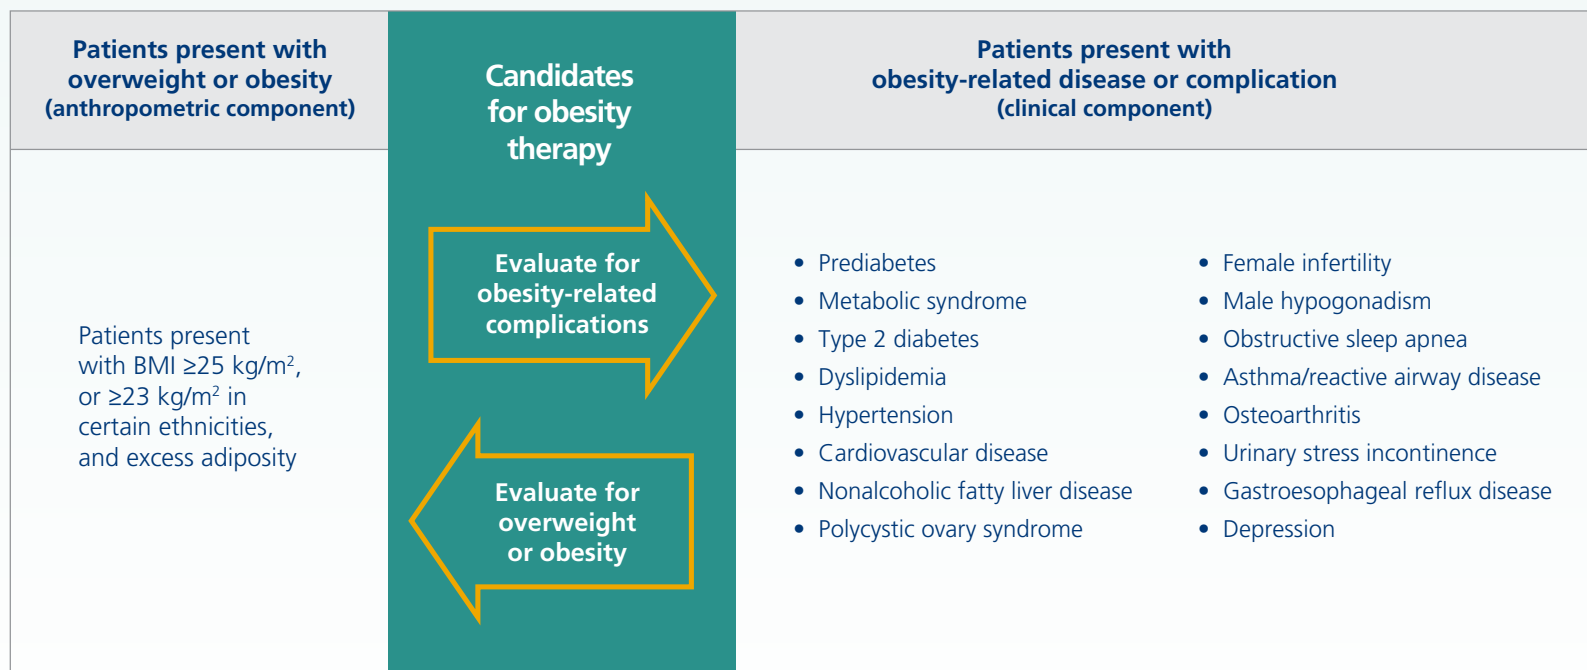 Patients present with
overweight or obesity
(anthropometric component)
Candidates
for obesity
therapy
Patients present with
obesity-related disease or complication
(clinical component)
Patients present
with BMI ≥25 kg/m²,
or ≥23 kg/m² in
certain ethnicities,
and excess adiposity
Evaluate for
obesity-related
complications
Evaluate for
overweight
or obesity
• Prediabetes
• Metabolic syndrome
• Type 2 diabetes
• Dyslipidemia
• Hypertension
• Cardiovascular disease
• Nonalcoholic fatty liver disease
• Polycystic ovary syndrome
• Female infertility
• Male hypogonadism
• Obstructive sleep apnea
• Asthma/reactive airway disease
• Osteoarthritis
• Urinary stress incontinence
• Gastroesophageal reflux disease
• Depression